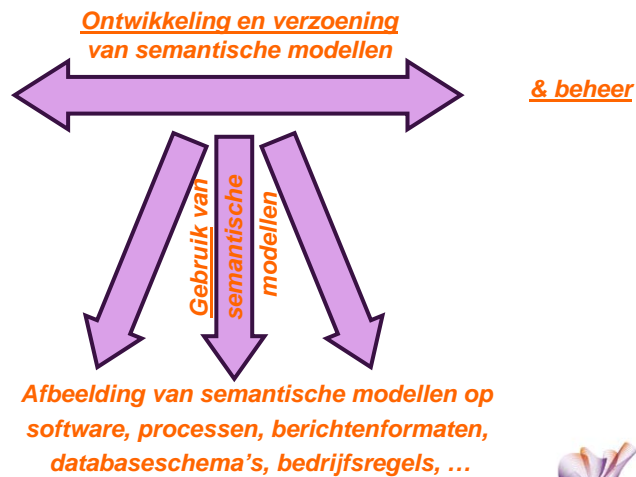 Ontwikkeling en verzoening
van semantische modellen
& beheer
Gebruik van
semantische
modellen
Afbeelding van semantische modellen op
software, processen, berichtenformaten,
databaseschema's, bedrijfsregels, …